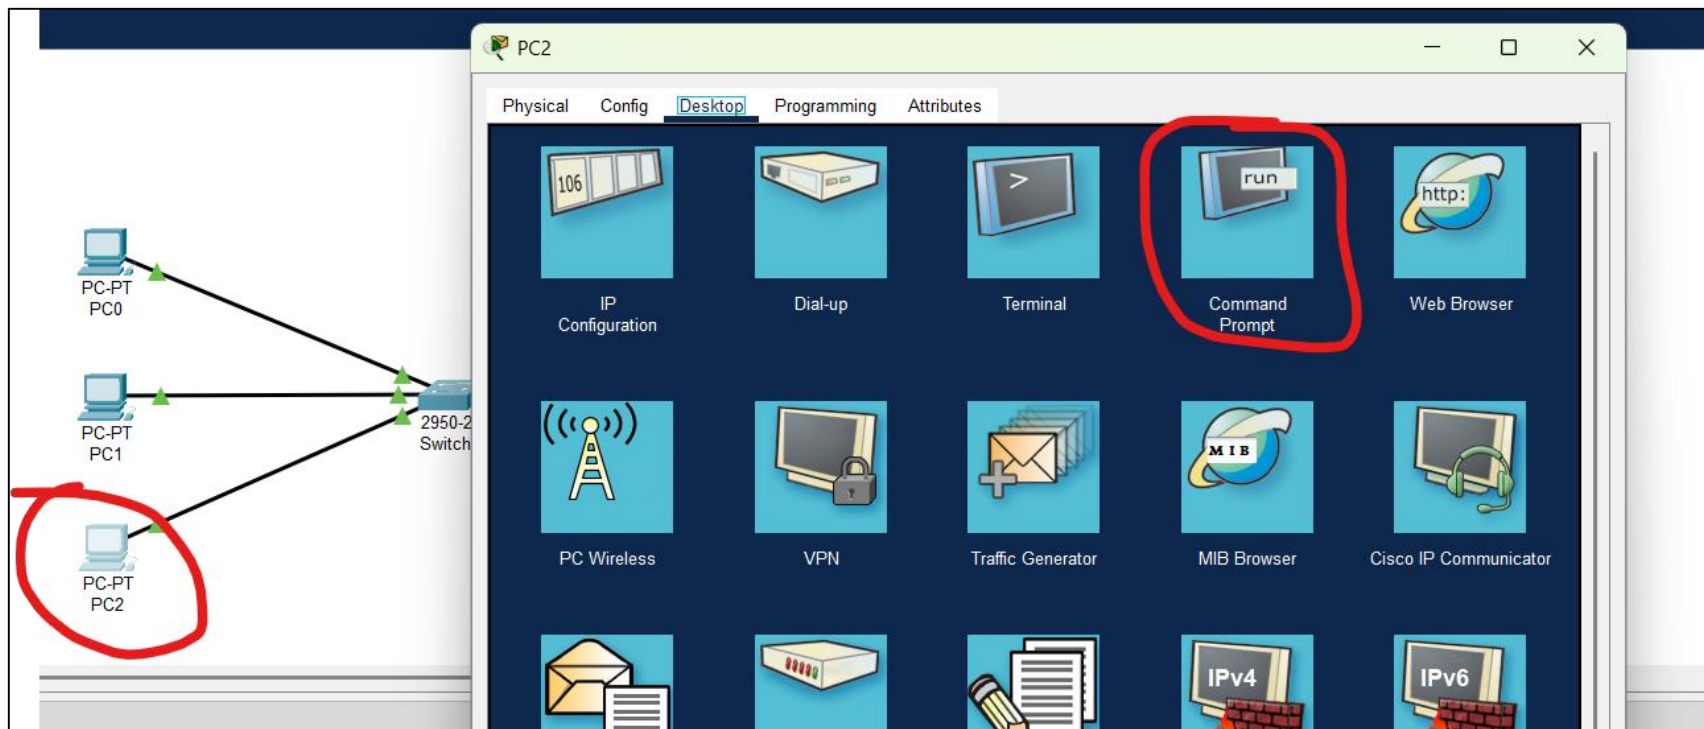 PC2
Physical Config Desktop Programming Attributes
106
>
run
http:
IP
Configuration
Dial-up
Terminal
Command
Prompt
Web Browser
MIB
PC Wireless
VPN
Traffic Generator
MIB Browser
Cisco IP Communicator
IPv4
IPv6
PC-PT
PC0
PC-PT
PC1
PC-PT
PC2
2950-2
Switch